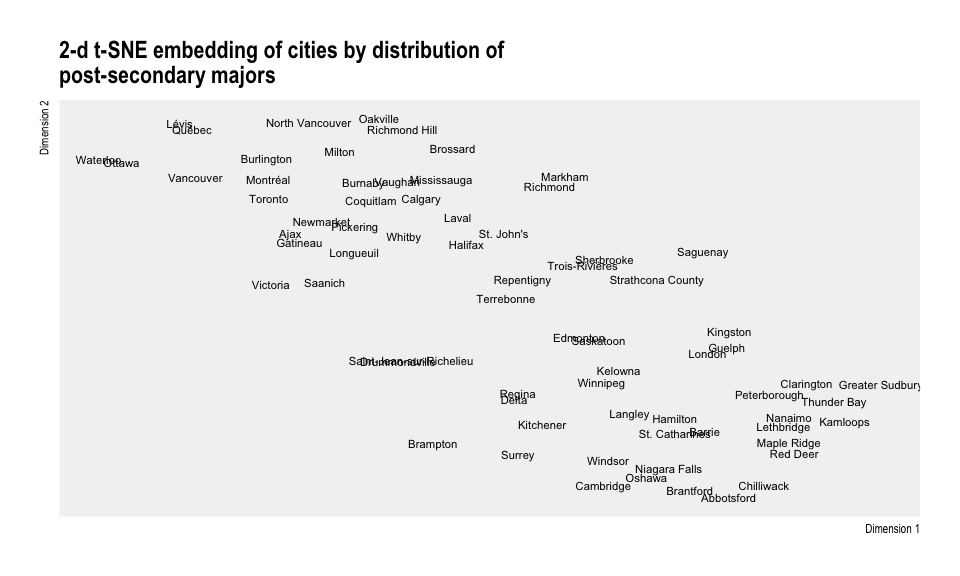 2-d t-SNE embedding of cities by distribution of
post-secondary majors
Dimension 2
Lévis
Québec
North Vancouver
Oakville
Richmond Hill
Waterloo
Ottawa
Burlington
Milton
Brossard
Vancouver
Montréal
Burnaby
Vaughan
Mississauga
Markham
Richmond
Toronto
Coquitlam
Calgary
Newmarket
Pickering
Laval
Ajax
Gatineau
Whitby
St. John's
Halifax
Longueuil
Saguenay
Sherbrooke
Trois-Rivières
Victoria
Saanich
Repentigny
Strathcona County
Terrebonne
Edmonton
Saskatoon
Kingston
Guelph
London
Saint-Jean-sur-Richelieu
Drummondville
Kelowna
Winnipeg
Clarington
Greater Sudbury
Regina
Delta
Peterborough
Thunder Bay
Langley
Hamilton
Nanaimo
Kamloops
Kitchener
St. Catharines
Barrie
Lethbridge
Brampton
Maple Ridge
Surrey
Red Deer
Windsor
Niagara Falls
Oshawa
Cambridge
Brantford
Chilliwack
Abbotsford
Dimension 1